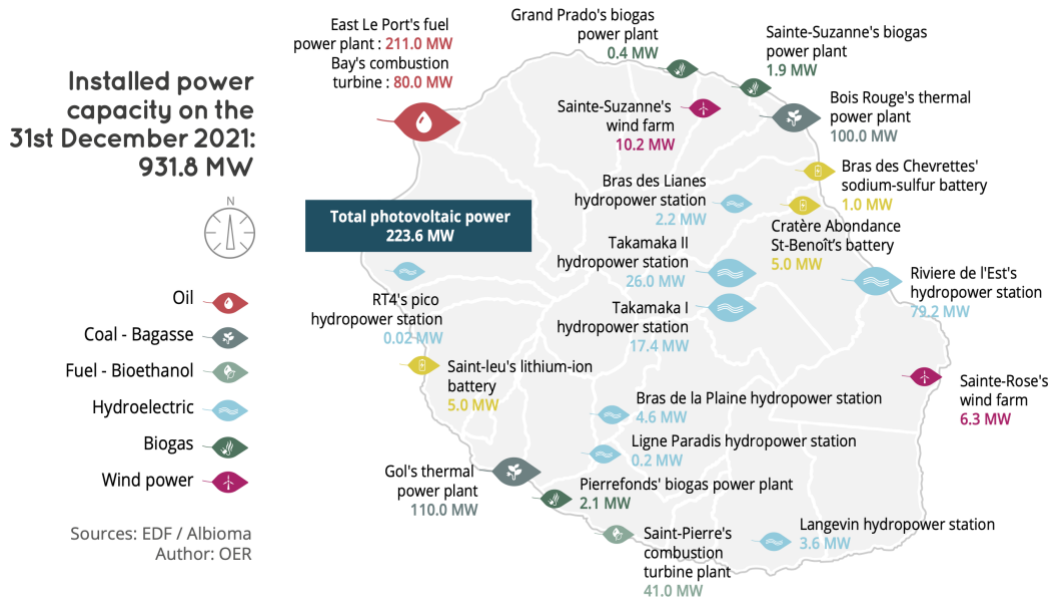 Installed power
capacity on the
31st December 2021:
931.8 MW
N
Oil
Coal - Bagasse
Fuel - Bioethanol
Hydroelectric
Biogas
Wind power
Sources: EDF / Albioma
Author: OER
East Le Port's fuel
power plant : 211.0 MW
Bay's combustion
turbine : 80.0 MW
Grand Prado's biogas
power plant
0.4 MW
Sainte-Suzanne's biogas
power plant
1.9 MW
Sainte-Suzanne's
wind farm
10.2 MW
Bois Rouge's thermal
power plant
100.0 MW
Bras des Chevrettes'
sodium-sulfur battery
1.0 MW
Bras des Lianes
hydropower station
2.2 MW
Cratère Abondance
St-Benoît's battery
5.0 MW
Total photovoltaic power
223.6 MW
Takamaka II
hydropower station
26.0 MW
Riviere de l'Est's
hydropower station
79.2 MW
RT4's pico
hydropower station
0.02 MW
Takamaka I
hydropower station
17.4 MW
Saint-leu's lithium-ion
battery
5.0 MW
Sainte-Rose's
wind farm
6.3 MW
Bras de la Plaine hydropower station
4.6 MW
Ligne Paradis hydropower station
0.2 MW
Gol's thermal
power plant
110.0 MW
Pierrefonds' biogas power plant
2.1 MW
Saint-Pierre's
combustion
turbine plant
41.0 MW
Langevin hydropower station
3.6 MW